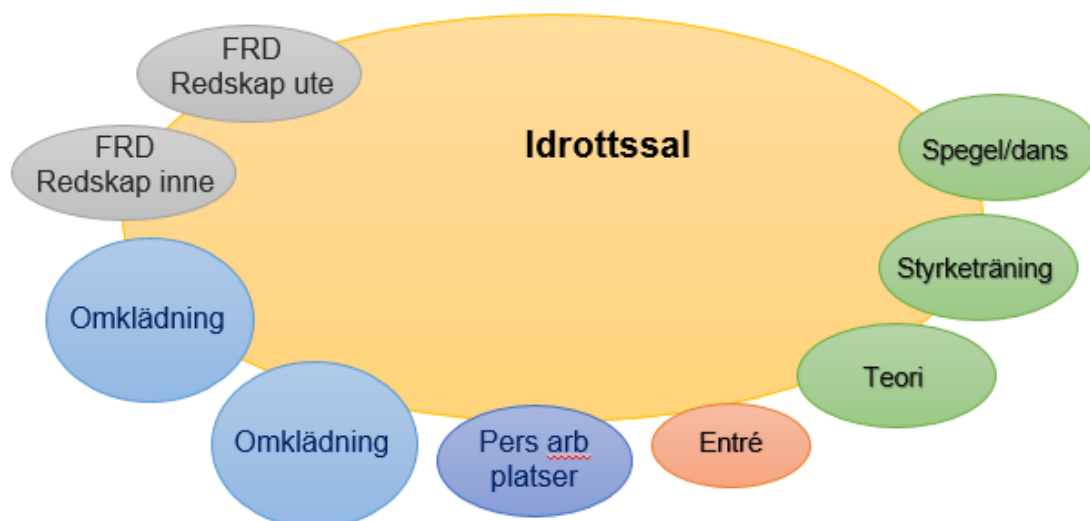 FRD
Redskap ute
FRD
Redskap inne
Idrottssal
Spegel/dans
Styrketräning
Teori
Omklädning
Omklädning
Pers arb
platser
Entré